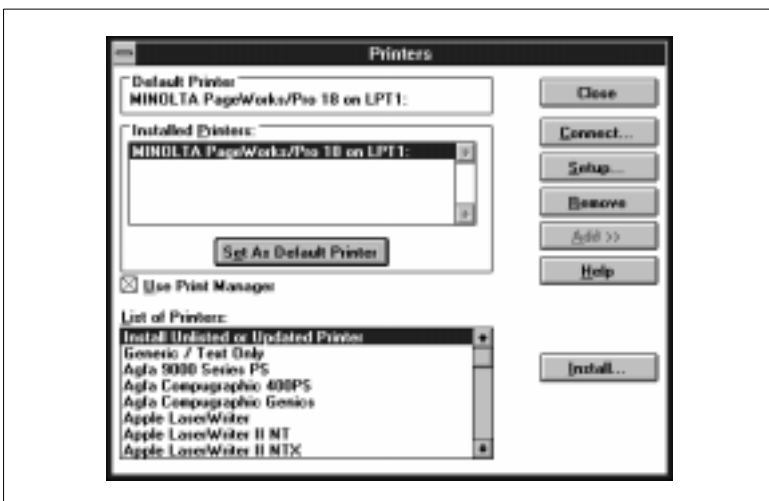 Printers
Default Printer
MINOLTA PageWorks/Pro 18 on LPT1:
Installed Printers:
MINOLTA PageWorks/Pro 18 on LPT1:
Set As Default Printer
Use Print Manager
List of Printers:
Install Unlisted or Updated Printer
Generic / Text Only
Agfa 9000 Series PS
Agfa Compugraphic 400PS
Agfa Compugraphic Genics
Apple LaserWriter
Apple LaserWriter II NT
Apple LaserWriter II NTX
Close
Connect...
Setup...
Remove
Add >>
Help
Install...